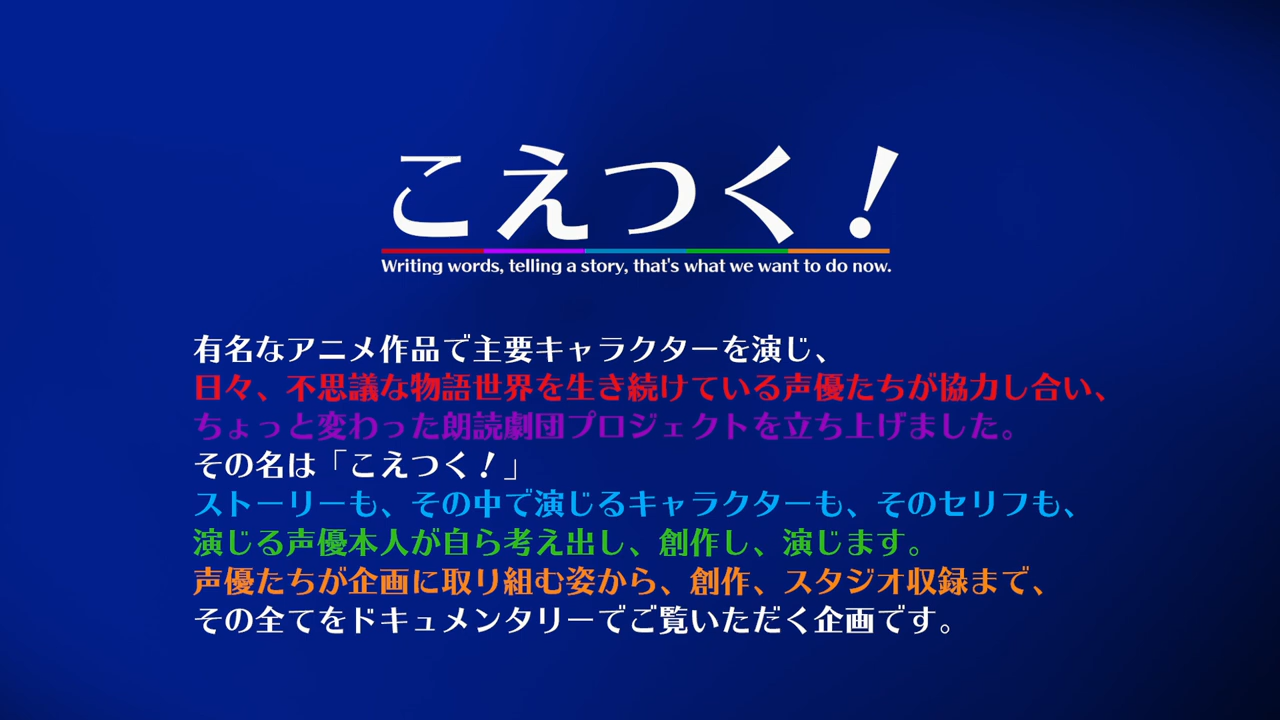 こえつく!
Writing words, telling a story, that's what we want to do now.
有名なアニメ作品で主要キャラクターを演じ、
日々、不思議な物語世界を生き続けている声優たちが協力し合い、
ちょっと変わった朗読劇団プロジェクトを立ち上げました。
その名は「こえつく!」
ストーリーも、その中で演じるキャラクターも、そのセリフも、
演じる声優本人が自ら考え出し、創作し、演じます。
声優たちが企画に取り組む姿から、創作、スタジオ収録まで、
その全てをドキュメンタリーでご覧いただく企画です。